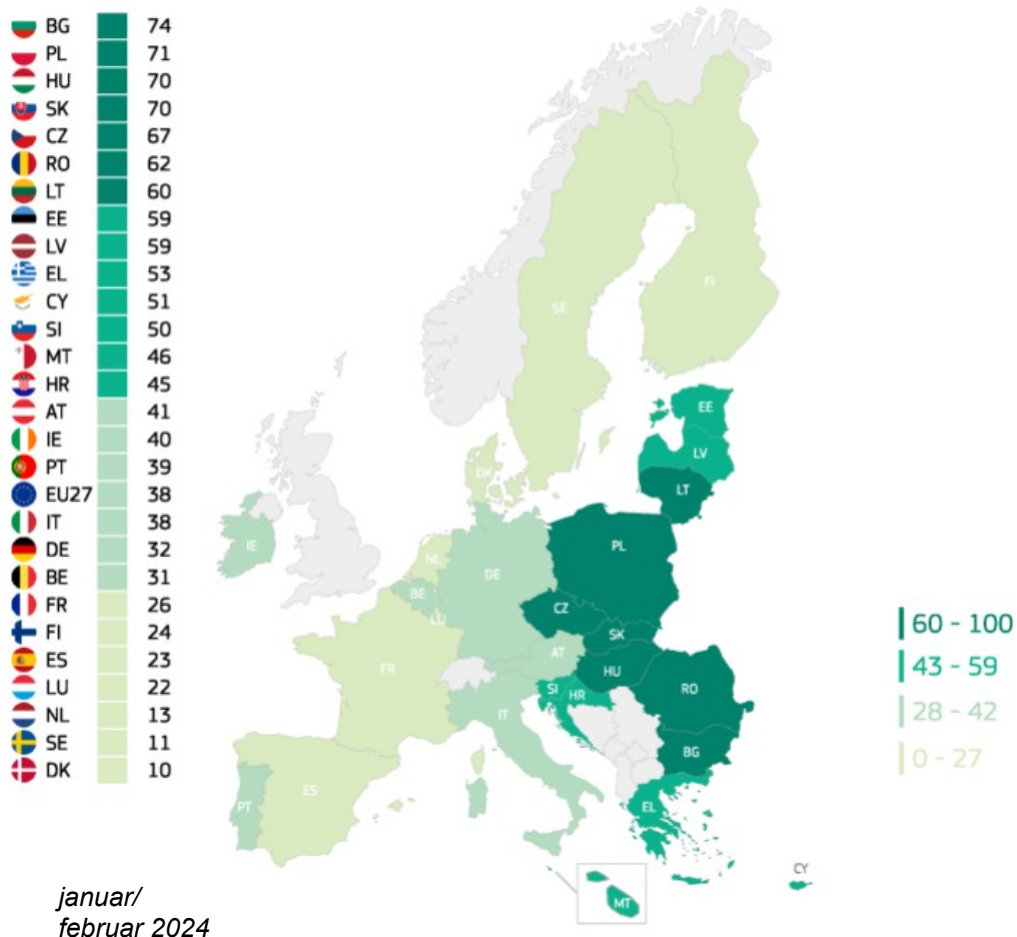 BG 74
PL 71
HU 70
SK 70
CZ 67
RO 62
LT 60
EE 59
LV 59
EL 53
CY 51
SI 50
MT 46
HR 45
AT 41
IE 40
PT 39
EU27 38
IT 38
DE 32
BE 31
FR 26
FI 24
ES 23
LU 22
NL 13
SE 11
DK 10
januar/
februar 2024
FI
SE
EE
LV
DK
LT
IE
NL
PL
DE
BE
LU
CZ
SK
AT
HU
FR
SI
HR
RO
IT
BG
ES
PT
EL
CY
MT
60 - 100
43 - 59
28 - 42
0 - 27